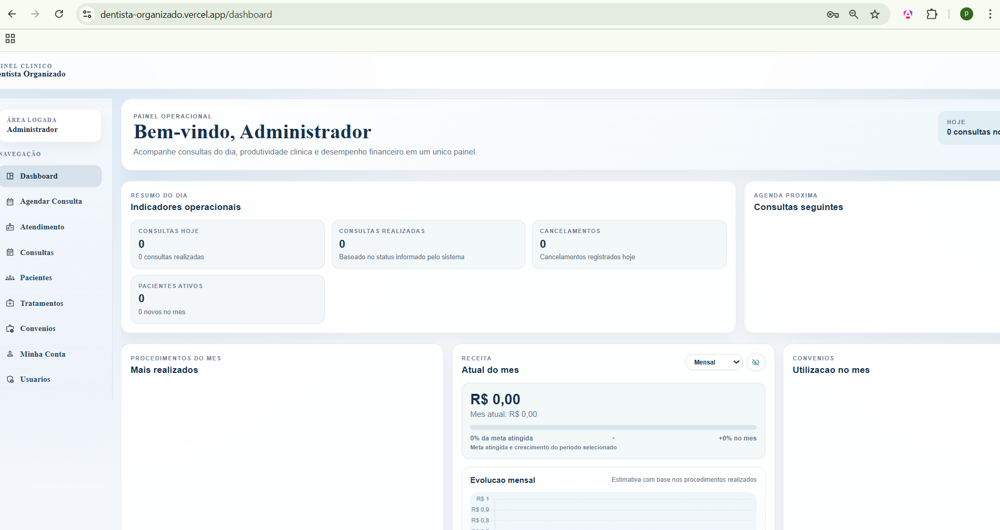 dentista-organizado.vercel.app/dashboard
p
INEL CLINICO
entista Organizado
ÁREA LOGADA
Administrador
NAVEGAÇÃO
Dashboard
Agendar Consulta
Atendimento
Consultas
Pacientes
Tratamentos
Convenios
Minha Conta
Usuarios
PAINEL OPERACIONAL
Bem-vindo, Administrador
Acompanhe consultas do dia, produtividade clinica e desempenho financeiro em um unico painel.
HOJE
0 consultas no
RESUMO DO DIA
Indicadores operacionais
CONSULTAS HOJE
0
0 consultas realizadas
CONSULTAS REALIZADAS
0
Baseado no status informado pelo sistema
CANCELAMENTOS
0
Cancelamentos registrados hoje
PACIENTES ATIVOS
0
0 novos no mes
AGENDA PROXIMA
Consultas seguintes
PROCEDIMENTOS DO MES
Mais realizados
RECEITA
Atual do mes
Mensal
R$ 0,00
Mes atual: R$ 0,00
0% da meta atingida • +0% no mes
Meta atingida e crescimento do periodo selecionado
Evolucao mensal
Estimativa com base nos procedimentos realizados
R$ 1
R$ 0,9
R$ 0,8
CONVENIOS
Utilizacao no mes